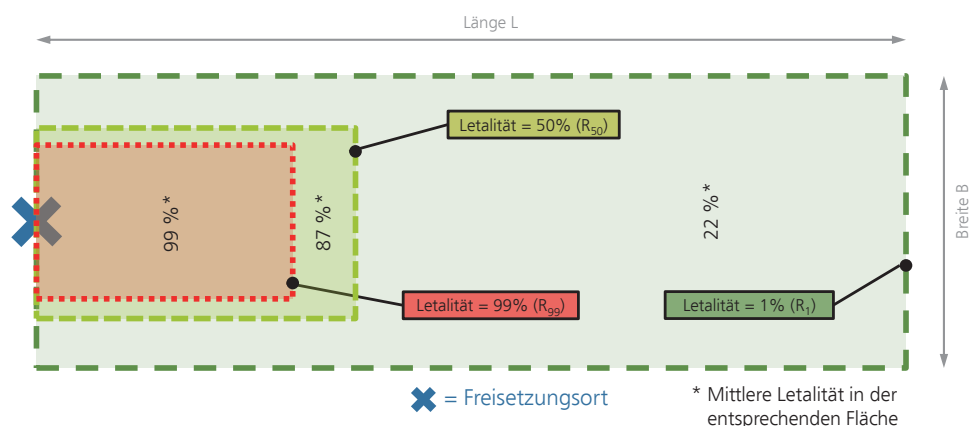 Länge L
Letalität = 50% (R50)
99 %*
87 %*
22 %*
Breite B
Letalität = 99% (R99)
Letalität = 1% (R1)
= Freisetzungsort
* Mittlere Letalität in der
entsprechenden Fläche